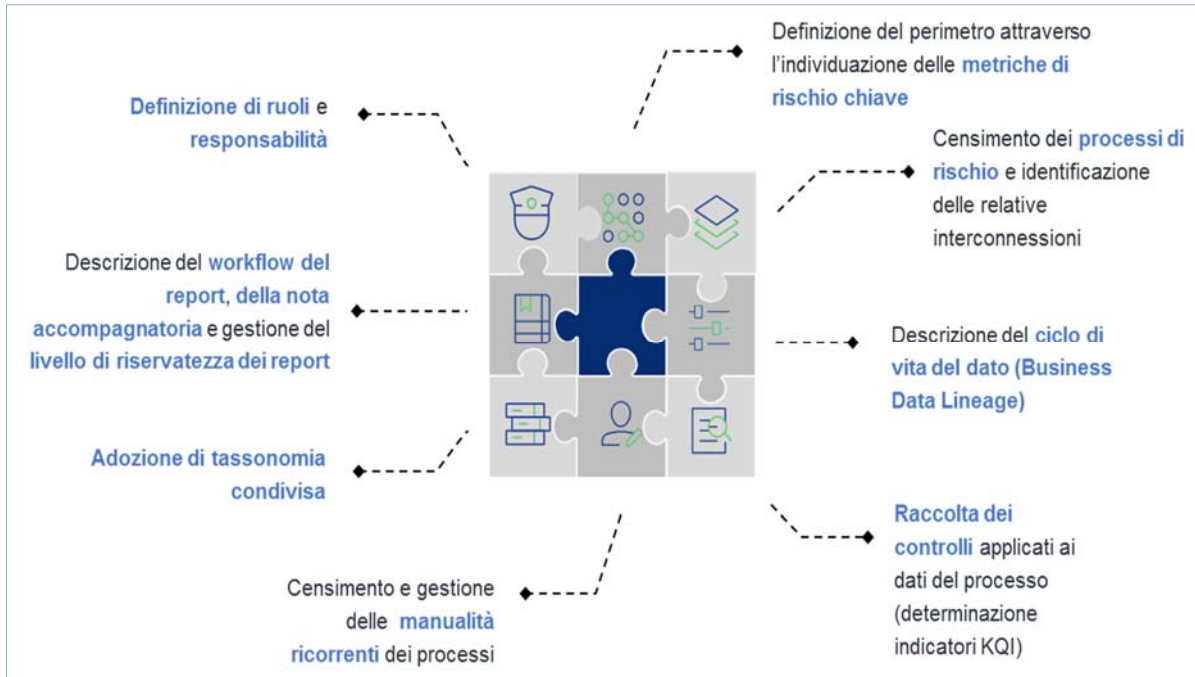 Definizione del perimetro attraverso
l'individuazione delle metriche di
rischio chiave
Definizione di ruoli e
responsabilità
Censimento dei processi di
rischio e identificazione
delle relative
interconnessioni
Descrizione del workflow del
report, della nota
accompagnatoria e gestione del
livello di riservatezza dei report
Descrizione del ciclo di
vita del dato (Business
Data Lineage)
Adozione di tassonomia
condivisa
Raccolta dei
controlli applicati ai
dati del processo
(determinazione
indicatori KQI)
Censimento e gestione
delle manualità
ricorrenti dei processi